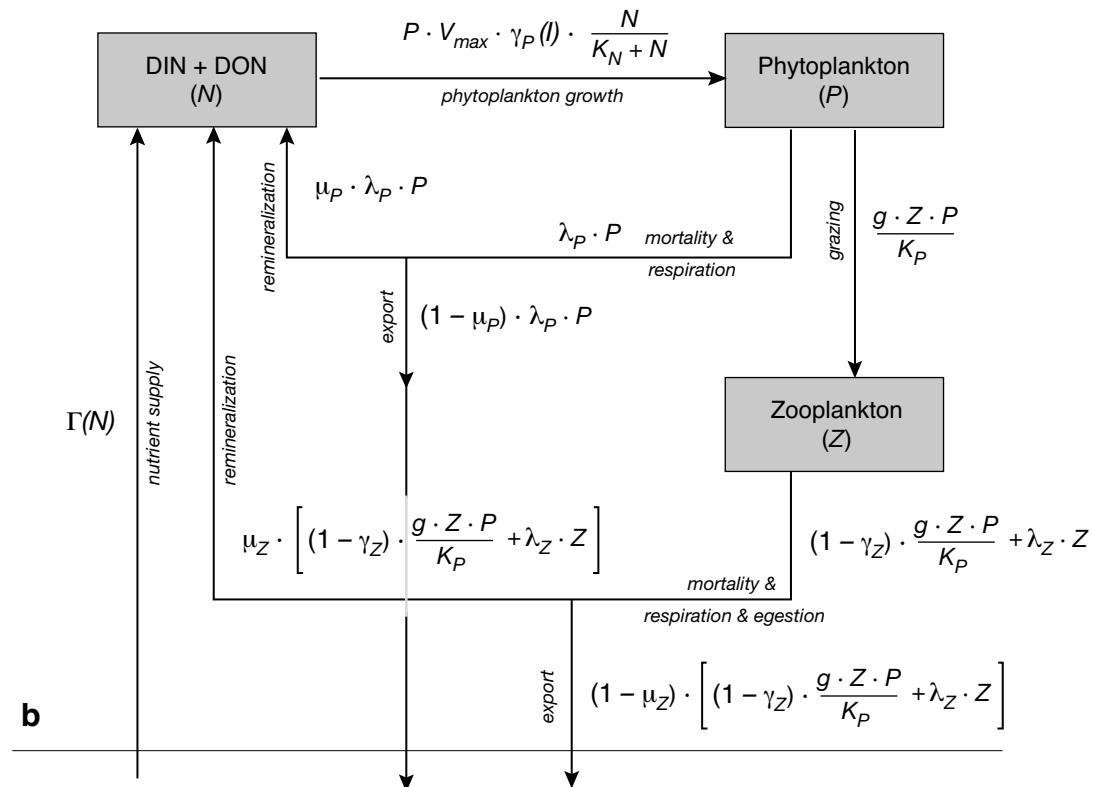 P · V_max · γ_P (I) · N / (K_N + N)
DIN + DON
(N)
phytoplankton growth
Phytoplankton
(P)
remineralization
μ_P · λ_P · P
λ_P · P
mortality &
respiration
grazing
g · Z · P / K_P
export
(1 − μ_P) · λ_P · P
Zooplankton
(Z)
Γ(N)
nutrient supply
remineralization
μ_Z · [ (1 − γ_Z) · g · Z · P / K_P + λ_Z · Z ]
(1 − γ_Z) · g · Z · P / K_P + λ_Z · Z
mortality &
respiration & egestion
export
(1 − μ_Z) · [ (1 − γ_Z) · g · Z · P / K_P + λ_Z · Z ]
b